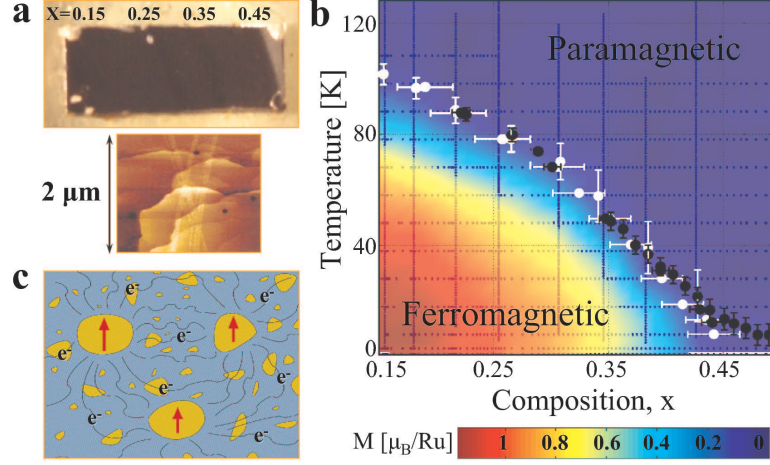 a
X=0.15 0.25 0.35 0.45
2 μm
c
e-
e-
e-
e-
e-
e-
e-
e-
b
Temperature [K]
120
80
40
0
Paramagnetic
Ferromagnetic
0.15 0.25 0.35 0.45
Composition, x
M [μB/Ru] 1 0.8 0.6 0.4 0.2 0